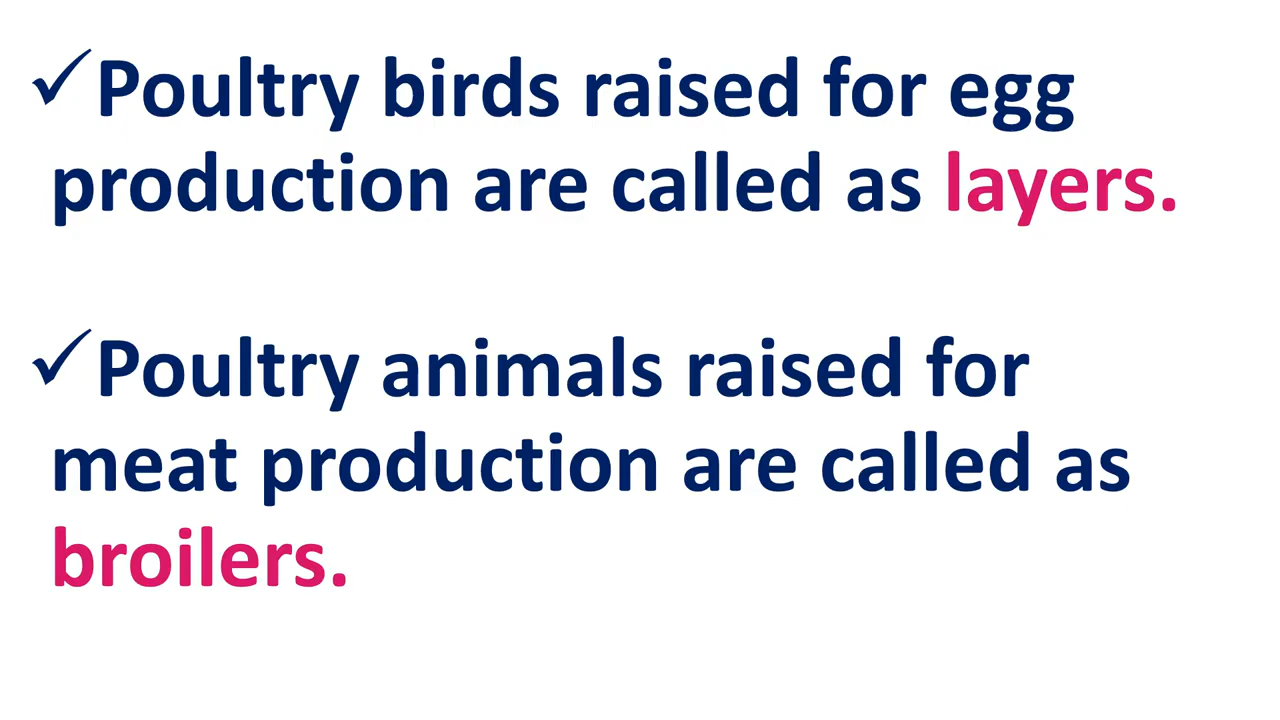 ✓Poultry birds raised for egg
production are called as layers.
✓Poultry animals raised for
meat production are called as
broilers.